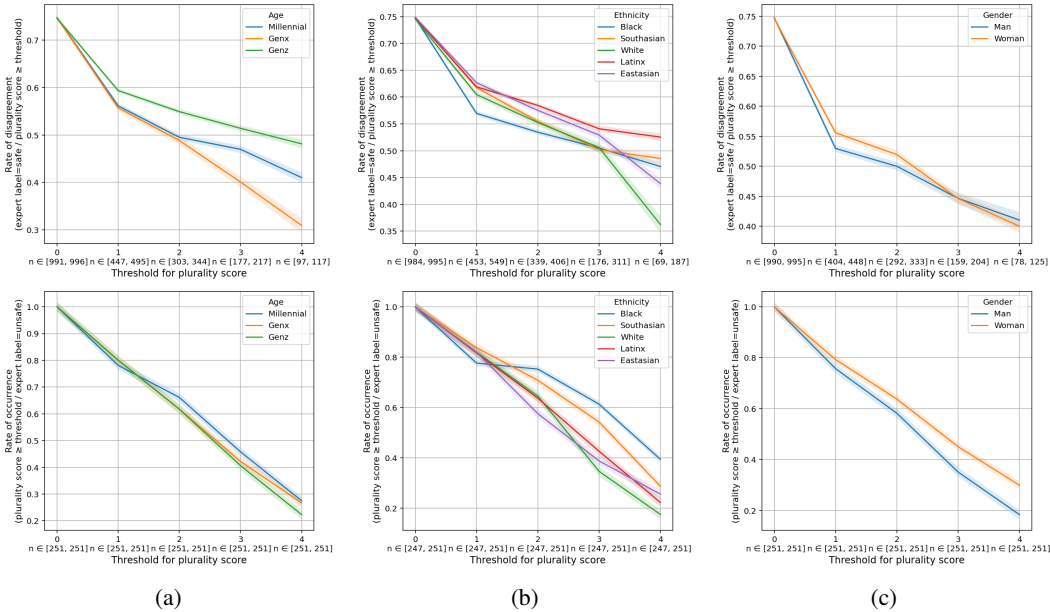 Rate of disagreement
(expert label=safe / plurality score ≥ threshold)
0.7
0.6
0.5
0.4
0.3
Age
Millennial
Genx
Genz
0 1 2 3 4
n ∈ [991, 996] n ∈ [447, 495] n ∈ [303, 344] n ∈ [177, 217] n ∈ [97, 117]
Threshold for plurality score
Rate of disagreement
(expert label=safe / plurality score ≥ threshold)
0.75
0.70
0.65
0.60
0.55
0.50
0.45
0.40
0.35
Ethnicity
Black
Southasian
White
Latinx
Eastasian
0 1 2 3 4
n ∈ [984, 995] n ∈ [453, 549] n ∈ [339, 406] n ∈ [176, 311] n ∈ [69, 187]
Threshold for plurality score
Rate of disagreement
(expert label=safe / plurality score ≥ threshold)
0.75
0.70
0.65
0.60
0.55
0.50
0.45
0.40
Gender
Man
Woman
0 1 2 3 4
n ∈ [990, 995] n ∈ [404, 448] n ∈ [292, 333] n ∈ [159, 204] n ∈ [78, 125]
Threshold for plurality score
Rate of occurrence
(plurality score ≥ threshold / expert label=unsafe)
1.0
0.9
0.8
0.7
0.6
0.5
0.4
0.3
0.2
Age
Millennial
Genx
Genz
0 1 2 3 4
n ∈ [251, 251] n ∈ [251, 251] n ∈ [251, 251] n ∈ [251, 251] n ∈ [251, 251]
Threshold for plurality score
Rate of occurrence
(plurality score ≥ threshold / expert label=unsafe)
1.0
0.8
0.6
0.4
0.2
Ethnicity
Black
Southasian
White
Latinx
Eastasian
0 1 2 3 4
n ∈ [247, 251] n ∈ [247, 251] n ∈ [247, 251] n ∈ [247, 251] n ∈ [247, 251]
Threshold for plurality score
Rate of occurrence
(plurality score ≥ threshold / expert label=unsafe)
1.0
0.8
0.6
0.4
0.2
Gender
Man
Woman
0 1 2 3 4
n ∈ [251, 251] n ∈ [251, 251] n ∈ [251, 251] n ∈ [251, 251] n ∈ [251, 251]
Threshold for plurality score
(a) (b) (c)